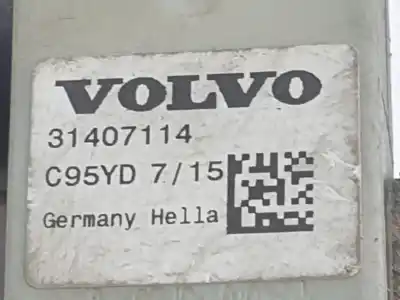 VOLVO
31407114
C95YD 7/15
Germany Hella